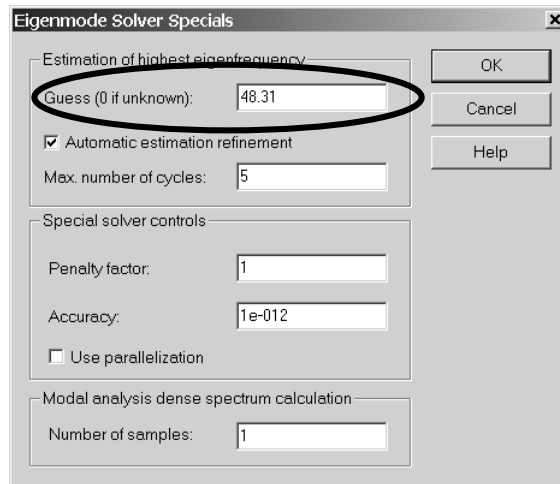 Eigenmode Solver Specials
Estimation of highest eigenfrequency
Guess (0 if unknown): 48.31
Automatic estimation refinement
Max. number of cycles: 5
Special solver controls
Penalty factor: 1
Accuracy: 1e-012
Use parallelization
Modal analysis dense spectrum calculation
Number of samples: 1
OK
Cancel
Help